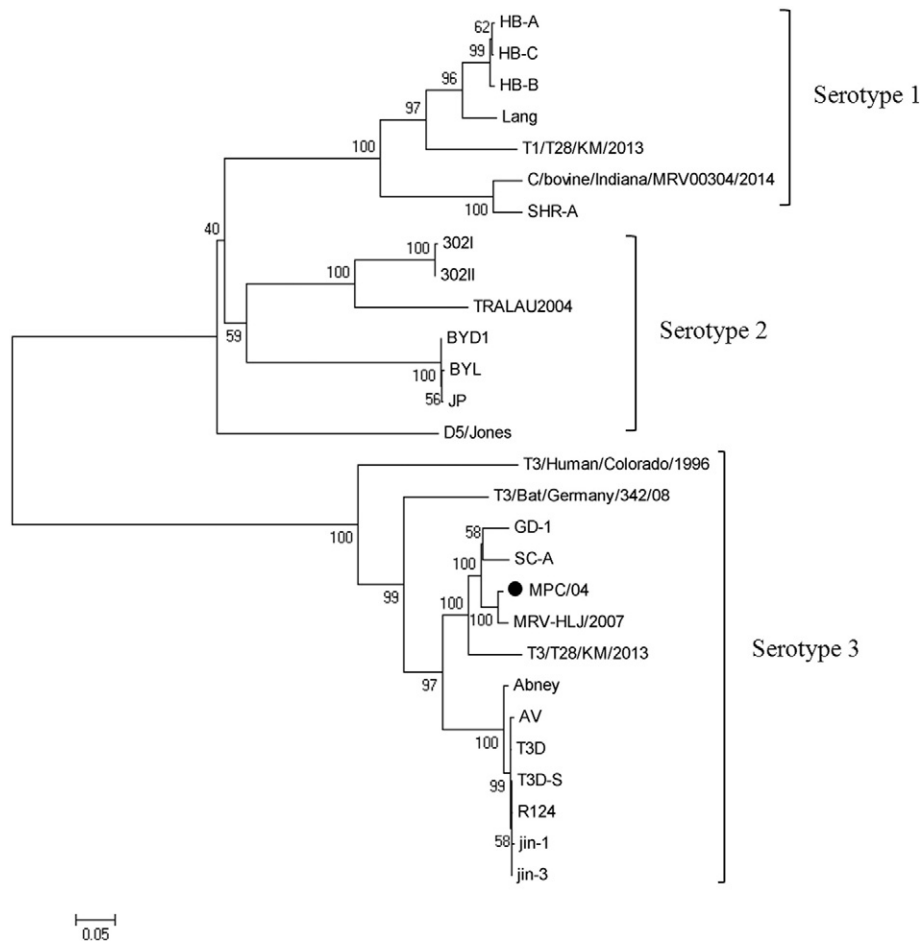 HB-A
62
HB-C
99
HB-B
96
Serotype 1
Lang
97
T1/T28/KM/2013
100
C/bovine/Indiana/MRV00304/2014
100
SHR-A
40
302I
100
302II
100
TRALAU2004
59
BYD1
Serotype 2
BYL
100
JP
56
D5/Jones
T3/Human/Colorado/1996
T3/Bat/Germany/342/08
100
GD-1
58
SC-A
100
MPC/04
99
100
MRV-HLJ/2007
100
T3/T28/KM/2013
Serotype 3
97
Abney
AV
100
T3D
T3D-S
99
R124
jin-1
58
jin-3
0.05